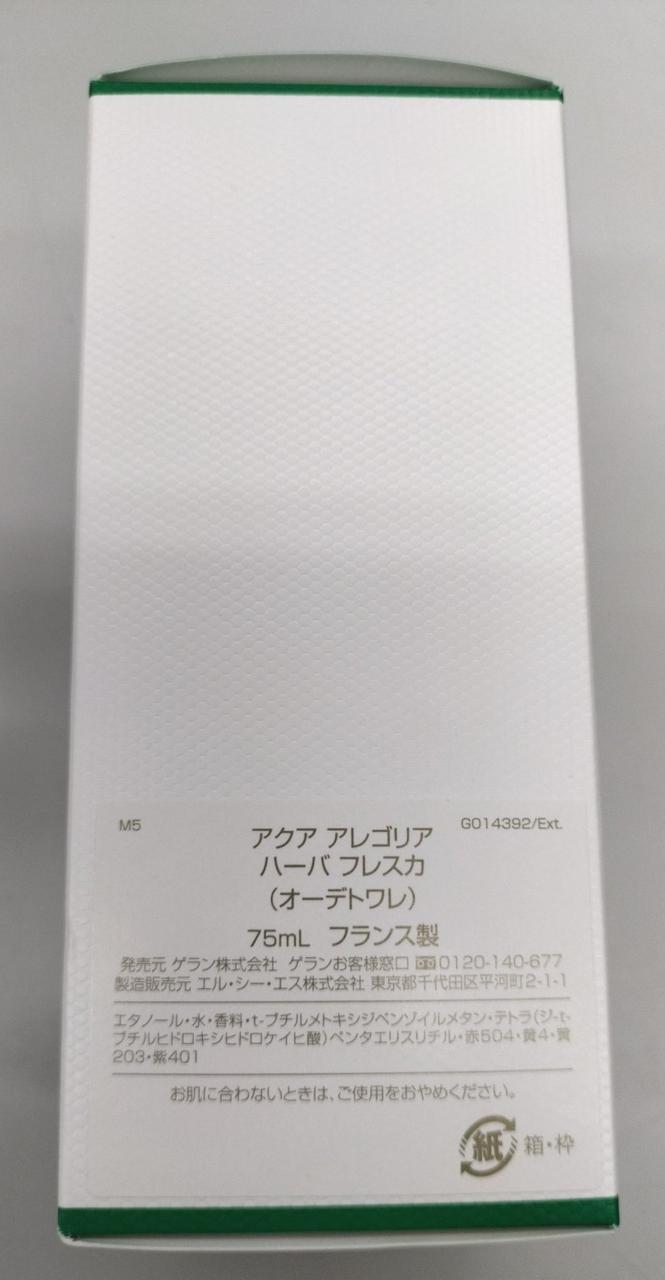 M5
G014392/Ext.
アクア アレゴリア
ハーバ フレスカ
（オーデトワレ）
75mL フランス製
発売元 ゲラン株式会社 ゲランお客様窓口 0120-140-677
製造販売元 エル・シー・エス株式会社 東京都千代田区平河町2-1-1
エタノール・水・香料・t-ブチルメトキシジベンゾイルメタン・テトラ(ジ-t-
ブチルヒドロキシヒドロケイヒ酸)ペンタエリスリチル・赤504・黄4・黄
203・紫401
お肌に合わないときは、ご使用をおやめください。
紙 箱・枠